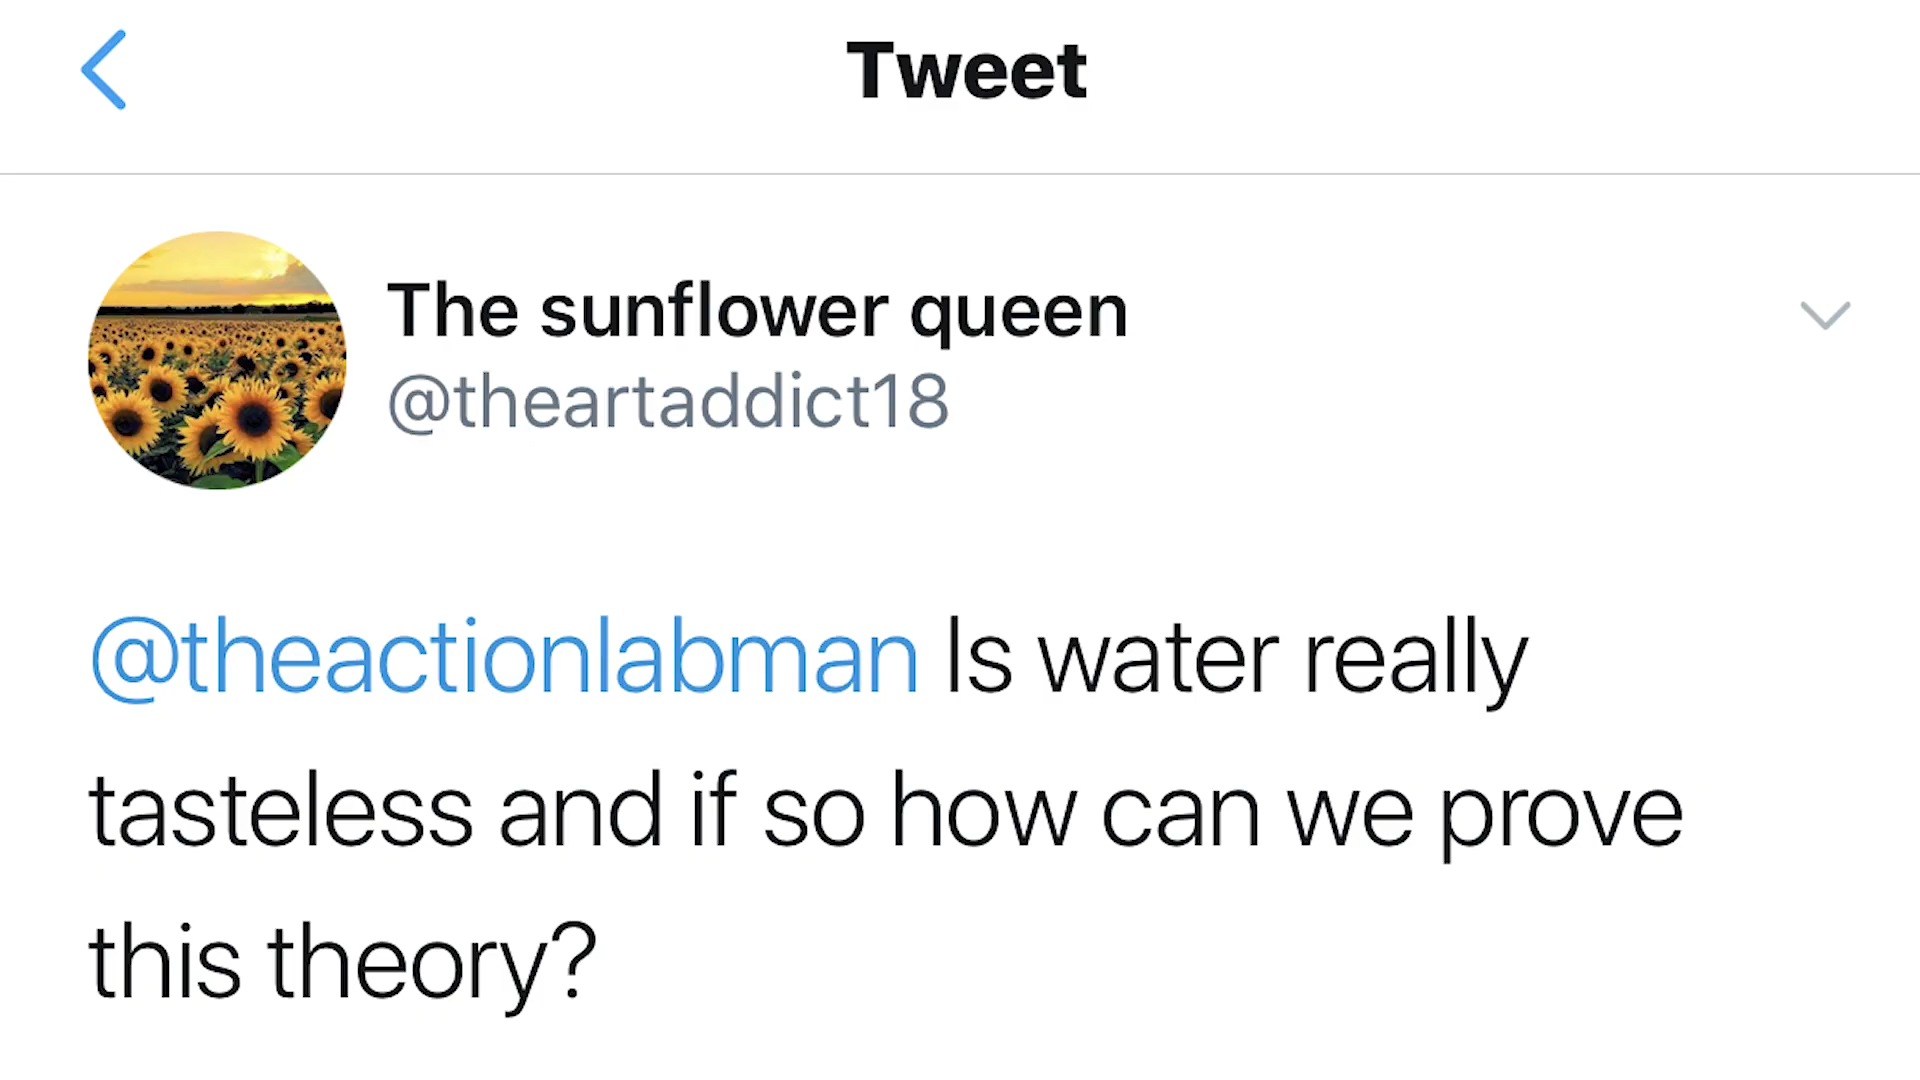 Tweet
The sunflower queen
@theartaddict18
@theactionlabman Is water really
tasteless and if so how can we prove
this theory?